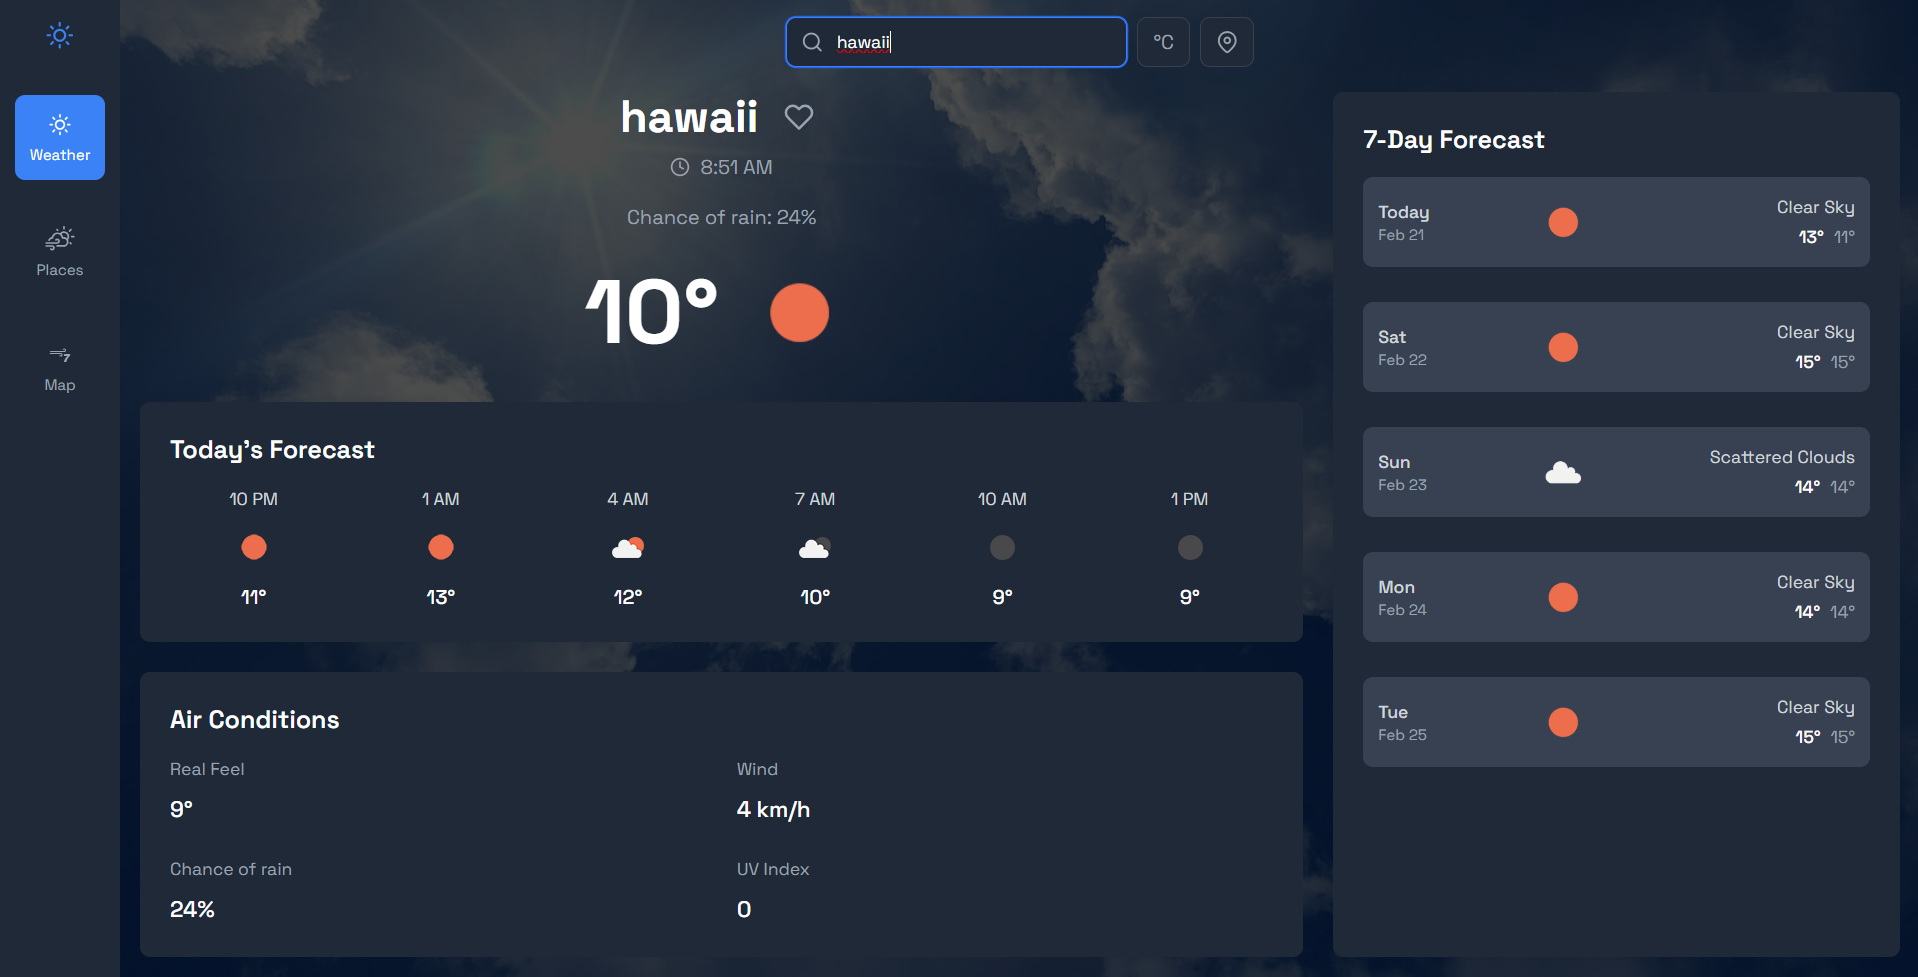 hawaii
°C
Weather
Places
7
Map
hawaii
8:51 AM
Chance of rain: 24%
10°
Today's Forecast
10 PM 1 AM 4 AM 7 AM 10 AM 1 PM
11° 13° 12° 10° 9° 9°
Air Conditions
Real Feel Wind
9° 4 km/h
Chance of rain UV Index
24% 0
7-Day Forecast
Today Clear Sky
Feb 21 13° 11°
Sat Clear Sky
Feb 22 15° 15°
Sun Scattered Clouds
Feb 23 14° 14°
Mon Clear Sky
Feb 24 14° 14°
Tue Clear Sky
Feb 25 15° 15°